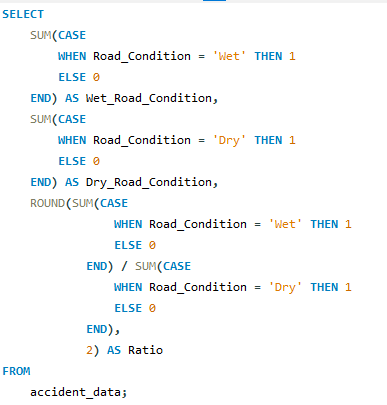 SELECT
    SUM(CASE
        WHEN Road_Condition = 'Wet' THEN 1
        ELSE 0
    END) AS Wet_Road_Condition,
    SUM(CASE
        WHEN Road_Condition = 'Dry' THEN 1
        ELSE 0
    END) AS Dry_Road_Condition,
    ROUND(SUM(CASE
                WHEN Road_Condition = 'Wet' THEN 1
                ELSE 0
            END) / SUM(CASE
                WHEN Road_Condition = 'Dry' THEN 1
                ELSE 0
            END),
            2) AS Ratio
FROM
    accident_data;